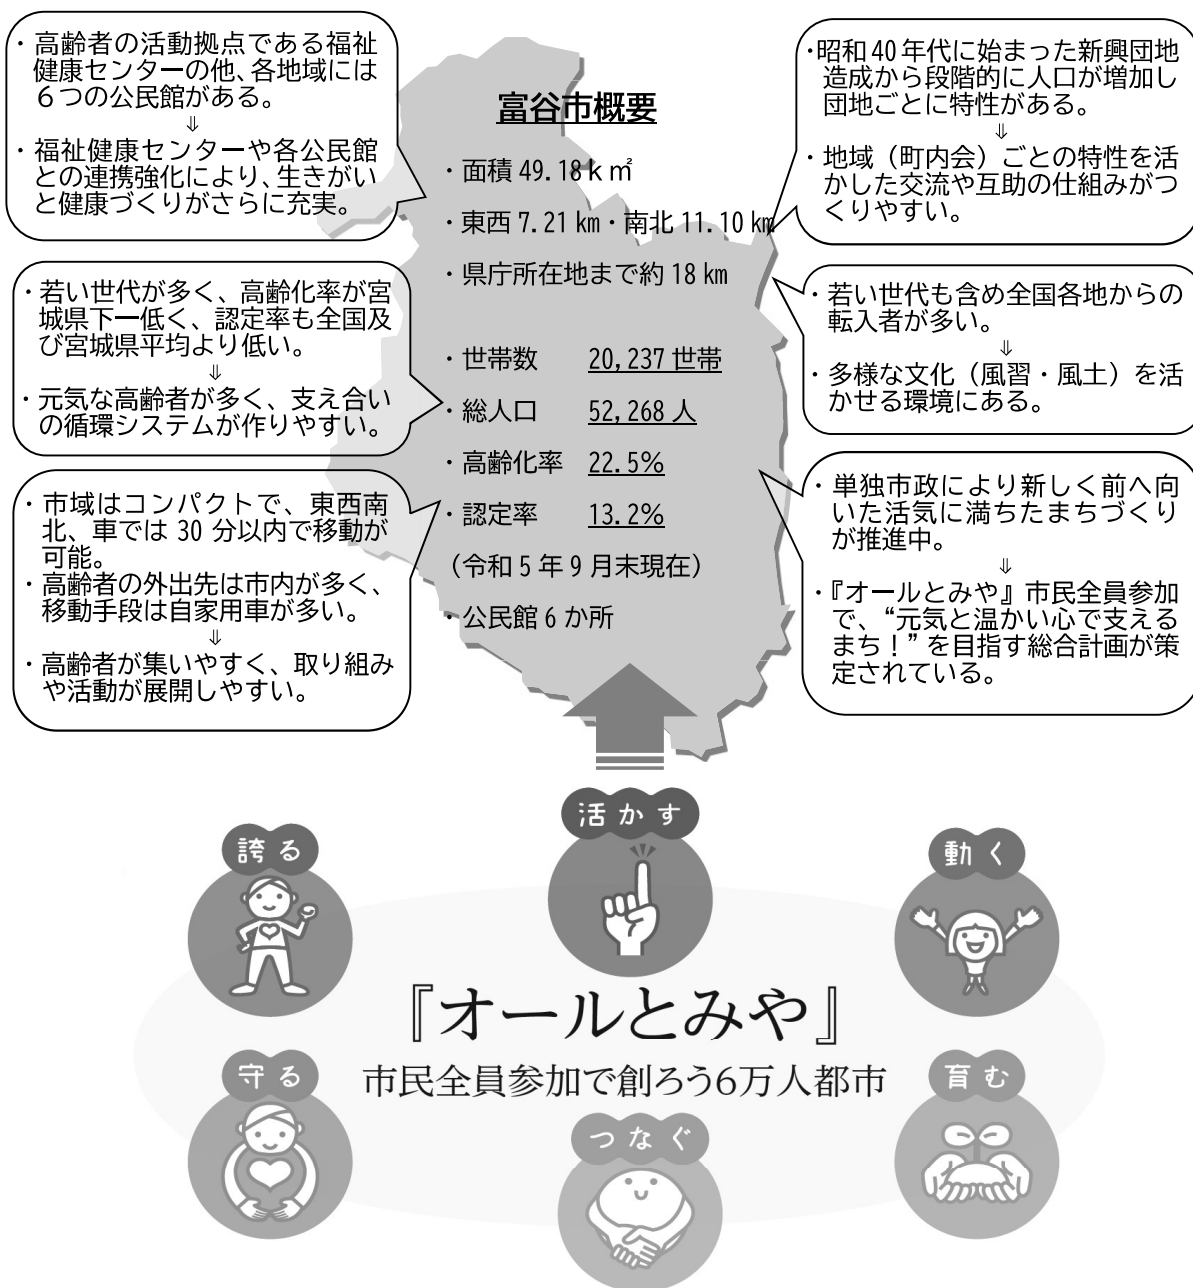 ・高齢者の活動拠点である福祉
健康センターの他、各地域には
６つの公民館がある。
⇓
・福祉健康センターや各公民館
との連携強化により、生きがい
と健康づくりがさらに充実。
・若い世代が多く、高齢化率が宮
城県下一低く、認定率も全国及
び宮城県平均より低い。
⇓
・元気な高齢者が多く、支え合い
の循環システムが作りやすい。
・市域はコンパクトで、東西南
北、車では 30 分以内で移動が
可能。
・高齢者の外出先は市内が多く、
移動手段は自家用車が多い。
⇓
・高齢者が集いやすく、取り組み
や活動が展開しやすい。
富谷市概要
・面積 49.18ｋ㎡
・東西 7.21 ㎞・南北 11.10 ㎞
・県庁所在地まで約 18 ㎞
・世帯数 20,237 世帯
・総人口 52,268 人
・高齢化率 22.5%
・認定率 13.2%
（令和 5 年 9 月末現在）
・公民館 6 か所
・昭和 40 年代に始まった新興団地
造成から段階的に人口が増加し
団地ごとに特性がある。
⇓
・地域（町内会）ごとの特性を活
かした交流や互助の仕組みがつ
くりやすい。
・若い世代も含め全国各地からの
転入者が多い。
⇓
・多様な文化（風習・風土）を活
かせる環境にある。
・単独市政により新しく前へ向
いた活気に満ちたまちづくり
が推進中。
⇓
・『オールとみや』市民全員参加
で、“元気と温かい心で支える
まち！”を目指す総合計画が策
定されている。
活かす
誇る
動く
『オールとみや』
市民全員参加で創ろう6万人都市
守る
育む
つなぐ